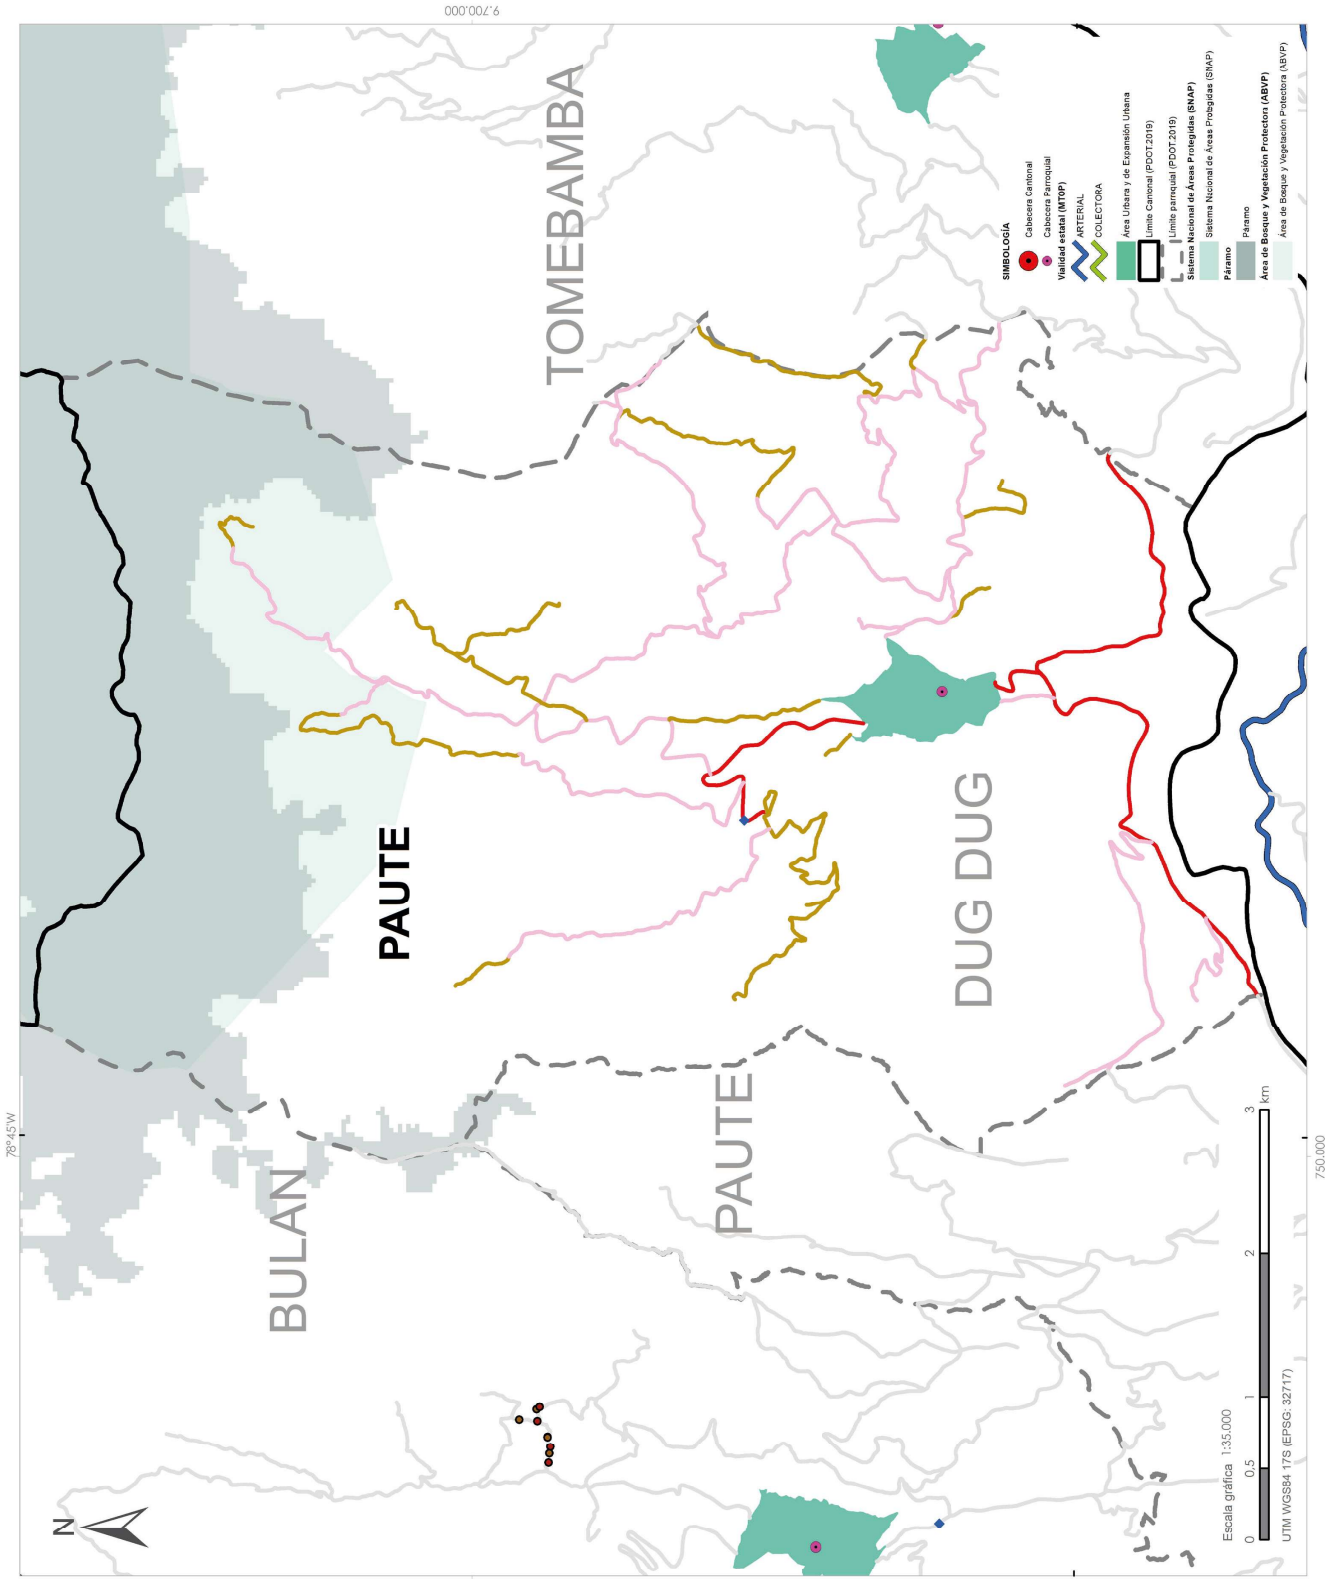 9.700.000
78°45'W
N
TOMEBAMBA
PAUTE
BULAN
PAUTE
DUG DUG
SIMBOLOGÍA
Cabecera Cantonal
Cabecera Parroquial
Vialidad estatal (MTOP)
ARTERIAL
COLECTORA
Área Urbana y de Expansión Urbana
Límite Cantonal (PDOT.2019)
Límite parroquial (PDOT.2019)
Sistema Nacional de Áreas Protegidas (SNAP)
Sistema Nacional de Áreas Protegidas (SNAP)
Páramo
Páramo
Área de Bosque y Vegetación Protectora (ABVP)
Área de Bosque y Vegetación Protectora (ABVP)
Escala gráfica 1:35.000
0 0,5 1 2 3
km
UTM WGS84 17S (EPSG: 32717)
750.000